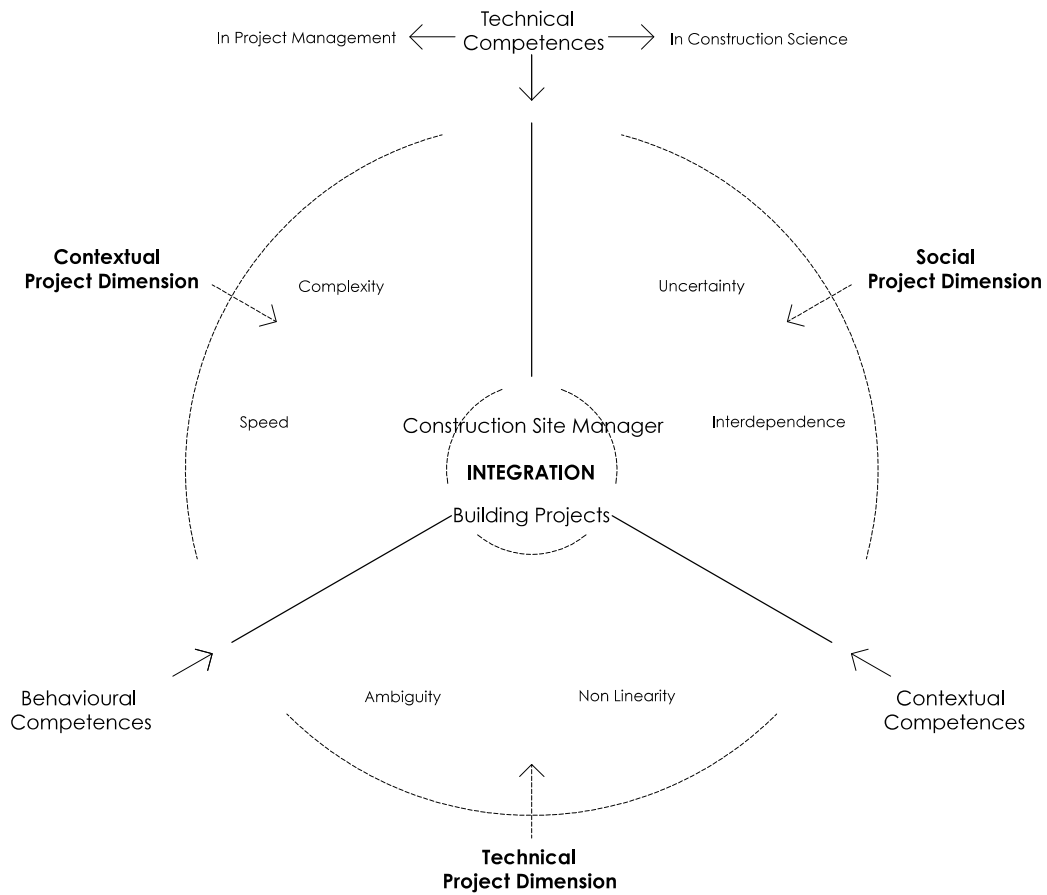 Technical
Competences
In Project Management
In Construction Science
Contextual
Project Dimension
Social
Project Dimension
Complexity
Uncertainty
Speed
Interdependence
Construction Site Manager
INTEGRATION
Building Projects
Behavioural
Competences
Ambiguity
Non Linearity
Contextual
Competences
Technical
Project Dimension